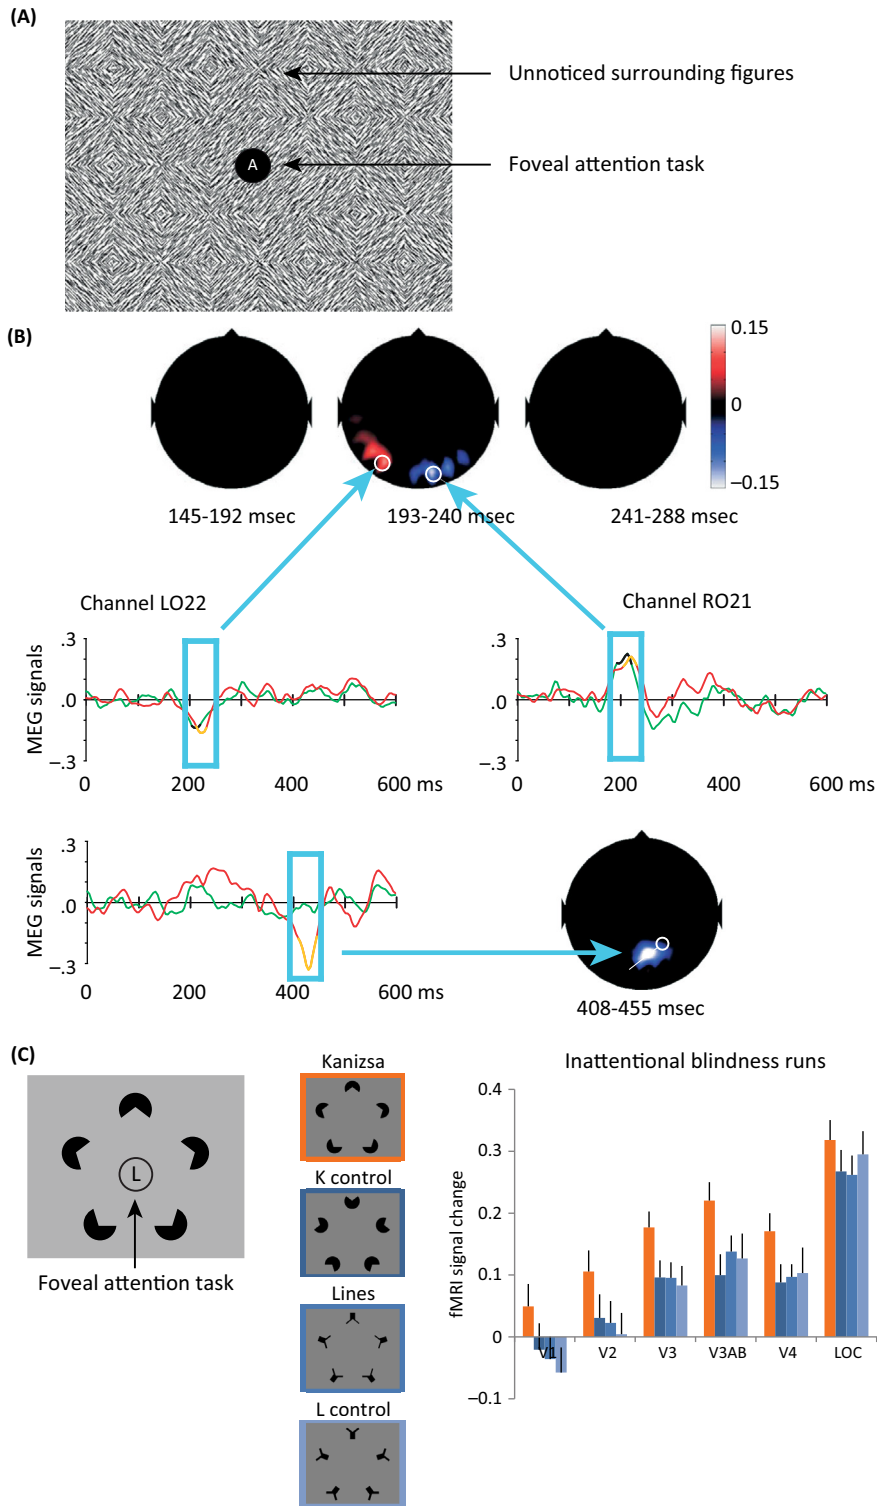 (A)
Unnoticed surrounding figures
Foveal attention task
A
(B)
0.15
0
–0.15
145-192 msec
193-240 msec
241-288 msec
Channel LO22
Channel RO21
MEG signals
.3
.0
–.3
0
200
400
600 ms
.3
.0
–.3
0
200
400
600 ms
MEG signals
.3
.0
–.3
0
200
400
600 ms
408-455 msec
(C)
L
Foveal attention task
Kanizsa
K control
Lines
L control
Inattentional blindness runs
fMRI signal change
0.4
0.3
0.2
0.1
0
–0.1
V1
V2
V3
V3AB
V4
LOC